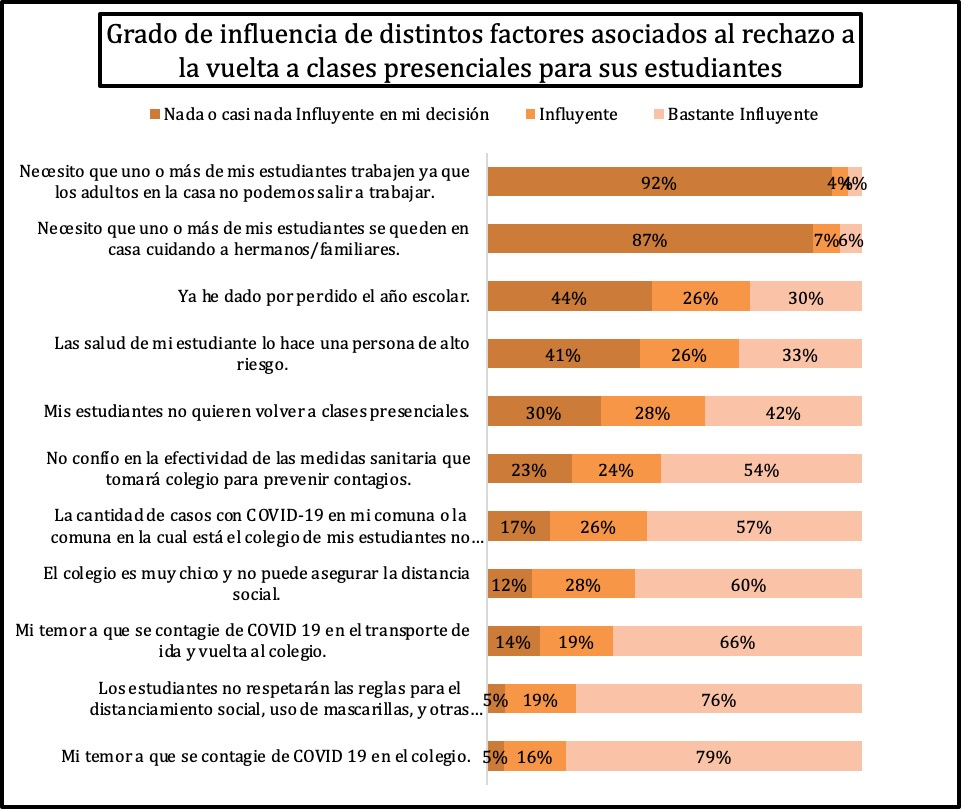 Grado de influencia de distintos factores asociados al rechazo a
la vuelta a clases presenciales para sus estudiantes
Nada o casi nada Influyente en mi decisión Influyente Bastante Influyente
Necesito que uno o más de mis estudiantes trabajen ya que
los adultos en la casa no podemos salir a trabajar.
92% 4% 4%
Necesito que uno o más de mis estudiantes se queden en
casa cuidando a hermanos/familiares.
87% 7% 6%
Ya he dado por perdido el año escolar.
44% 26% 30%
Las salud de mi estudiante lo hace una persona de alto
riesgo.
41% 26% 33%
Mis estudiantes no quieren volver a clases presenciales.
30% 28% 42%
No confío en la efectividad de las medidas sanitaria que
tomará colegio para prevenir contagios.
23% 24% 54%
La cantidad de casos con COVID-19 en mi comuna o la
comuna en la cual está el colegio de mis estudiantes no...
17% 26% 57%
El colegio es muy chico y no puede asegurar la distancia
social.
12% 28% 60%
Mi temor a que se contagie de COVID 19 en el transporte de
ida y vuelta al colegio.
14% 19% 66%
Los estudiantes no respetarán las reglas para el
distanciamiento social, uso de mascarillas, y otras...
5% 19% 76%
Mi temor a que se contagie de COVID 19 en el colegio.
5% 16% 79%